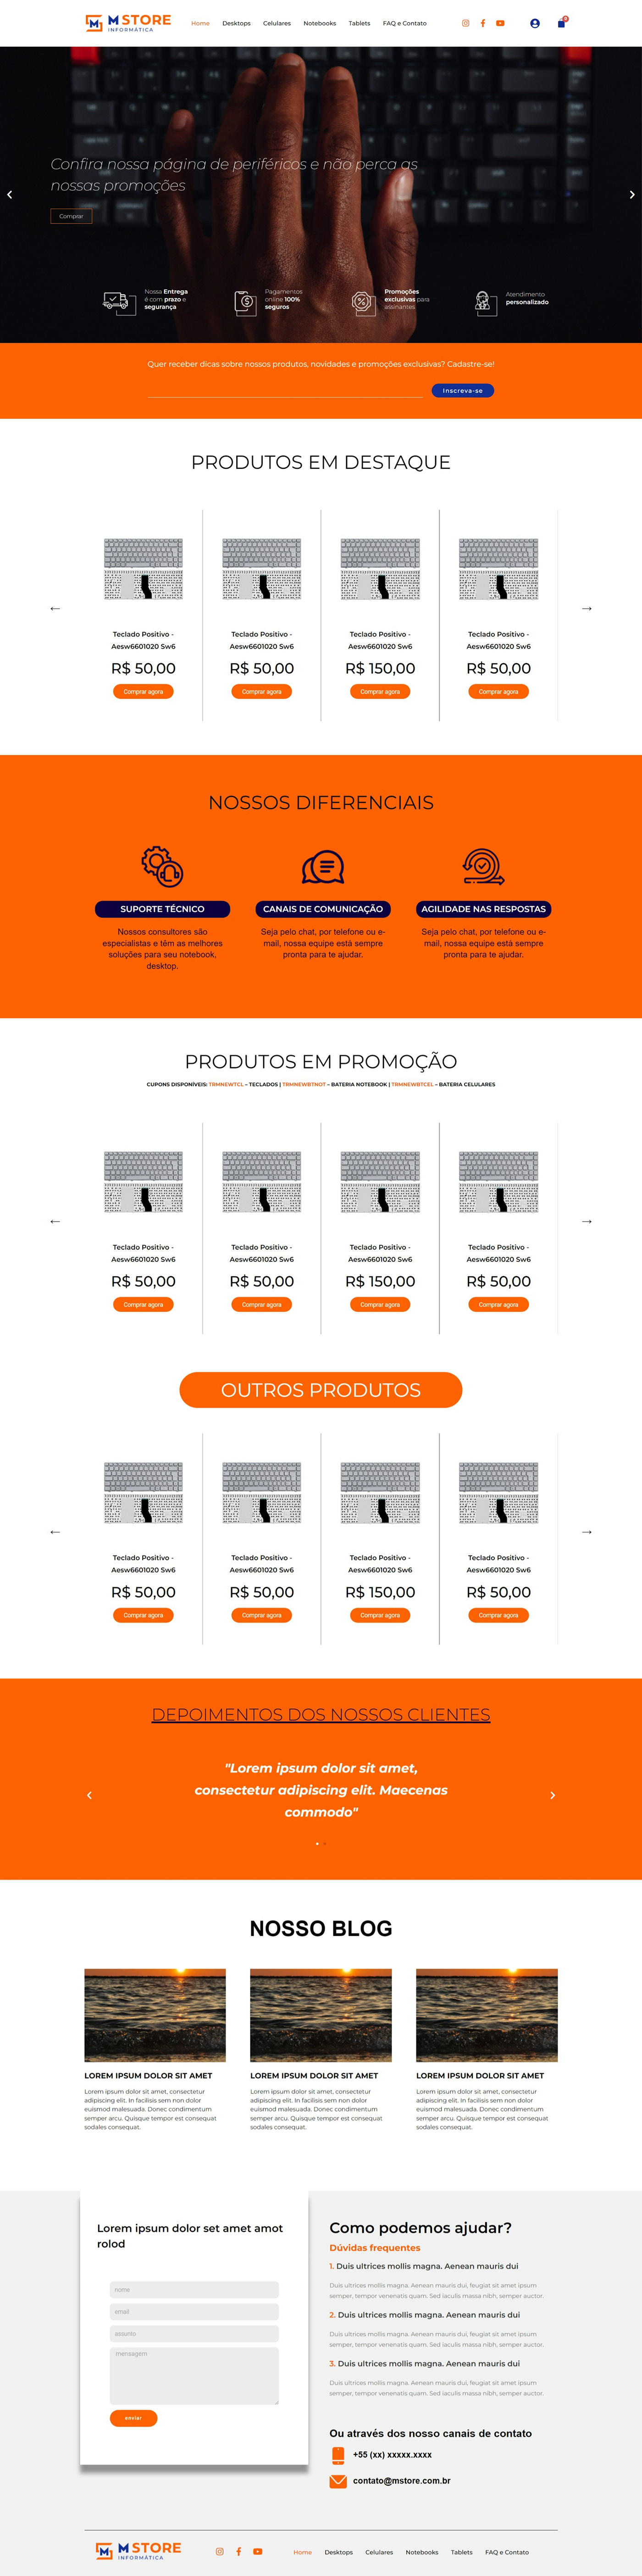 M STORE
INFORMÁTICA
Home Desktops Celulares Notebooks Tablets FAQ e Contato
0
Confira nossa página de periféricos e não perca as
nossas promoções
Comprar
Nossa Entrega
é com prazo e
segurança
Pagamentos
online 100%
seguros
Promoções
exclusivas para
assinantes
Atendimento
personalizado
Quer receber dicas sobre nossos produtos, novidades e promoções exclusivas? Cadastre-se!
Inscreva-se
PRODUTOS EM DESTAQUE
Teclado Positivo -
Aesw6601020 Sw6
R$ 50,00
Comprar agora
Teclado Positivo -
Aesw6601020 Sw6
R$ 50,00
Comprar agora
Teclado Positivo -
Aesw6601020 Sw6
R$ 150,00
Comprar agora
Teclado Positivo -
Aesw6601020 Sw6
R$ 50,00
Comprar agora
NOSSOS DIFERENCIAIS
SUPORTE TÉCNICO
Nossos consultores são
especialistas e têm as melhores
soluções para seu notebook,
desktop.
CANAIS DE COMUNICAÇÃO
Seja pelo chat, por telefone ou e-
mail, nossa equipe está sempre
pronta para te ajudar.
AGILIDADE NAS RESPOSTAS
Seja pelo chat, por telefone ou e-
mail, nossa equipe está sempre
pronta para te ajudar.
PRODUTOS EM PROMOÇÃO
CUPONS DISPONÍVEIS: TRMNEWTCL – TECLADOS | TRMNEWBTNOT – BATERIA NOTEBOOK | TRMNEWBTCEL – BATERIA CELULARES
Teclado Positivo -
Aesw6601020 Sw6
R$ 50,00
Comprar agora
Teclado Positivo -
Aesw6601020 Sw6
R$ 50,00
Comprar agora
Teclado Positivo -
Aesw6601020 Sw6
R$ 150,00
Comprar agora
Teclado Positivo -
Aesw6601020 Sw6
R$ 50,00
Comprar agora
OUTROS PRODUTOS
Teclado Positivo -
Aesw6601020 Sw6
R$ 50,00
Comprar agora
Teclado Positivo -
Aesw6601020 Sw6
R$ 50,00
Comprar agora
Teclado Positivo -
Aesw6601020 Sw6
R$ 150,00
Comprar agora
Teclado Positivo -
Aesw6601020 Sw6
R$ 50,00
Comprar agora
DEPOIMENTOS DOS NOSSOS CLIENTES
"Lorem ipsum dolor sit amet,
consectetur adipiscing elit. Maecenas
commodo"
NOSSO BLOG
LOREM IPSUM DOLOR SIT AMET
Lorem ipsum dolor sit amet, consectetur
adipiscing elit. In facilisis sem non dolor
euismod malesuada. Donec condimentum
semper arcu. Quisque tempor est consequat
sodales consequat.
LOREM IPSUM DOLOR SIT AMET
Lorem ipsum dolor sit amet, consectetur
adipiscing elit. In facilisis sem non dolor
euismod malesuada. Donec condimentum
semper arcu. Quisque tempor est consequat
sodales consequat.
LOREM IPSUM DOLOR SIT AMET
Lorem ipsum dolor sit amet, consectetur
adipiscing elit. In facilisis sem non dolor
euismod malesuada. Donec condimentum
semper arcu. Quisque tempor est consequat
sodales consequat.
Lorem ipsum dolor set amet amot
rolod
nome
email
assunto
mensagem
enviar
Como podemos ajudar?
Dúvidas frequentes
1. Duis ultrices mollis magna. Aenean mauris dui
Duis ultrices mollis magna. Aenean mauris dui, feugiat sit amet ipsum
semper, tempor venenatis quam. Sed iaculis massa nibh, semper auctor.
2. Duis ultrices mollis magna. Aenean mauris dui
Duis ultrices mollis magna. Aenean mauris dui, feugiat sit amet ipsum
semper, tempor venenatis quam. Sed iaculis massa nibh, semper auctor.
3. Duis ultrices mollis magna. Aenean mauris dui
Duis ultrices mollis magna. Aenean mauris dui, feugiat sit amet ipsum
semper, tempor venenatis quam. Sed iaculis massa nibh, semper auctor.
Ou através dos nosso canais de contato
+55 (xx) xxxxx.xxxx
contato@mstore.com.br
M STORE
INFORMÁTICA
Home Desktops Celulares Notebooks Tablets FAQ e Contato